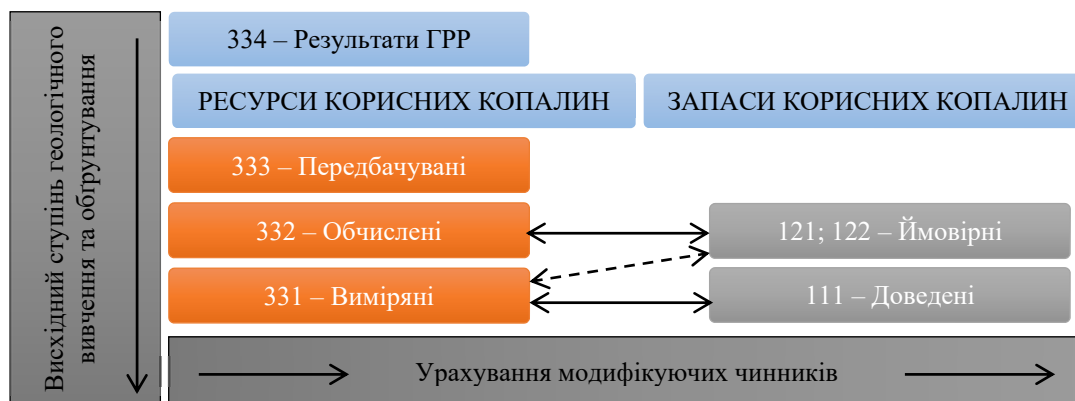 Висхідний ступінь геологічного
вивчення та обґрунтування
334 – Результати ГРР
РЕСУРСИ КОРИСНИХ КОПАЛИН
ЗАПАСИ КОРИСНИХ КОПАЛИН
333 – Передбачувані
332 – Обчислені
121; 122 – Ймовірні
331 – Виміряні
111 – Доведені
Урахування модифікуючих чинників